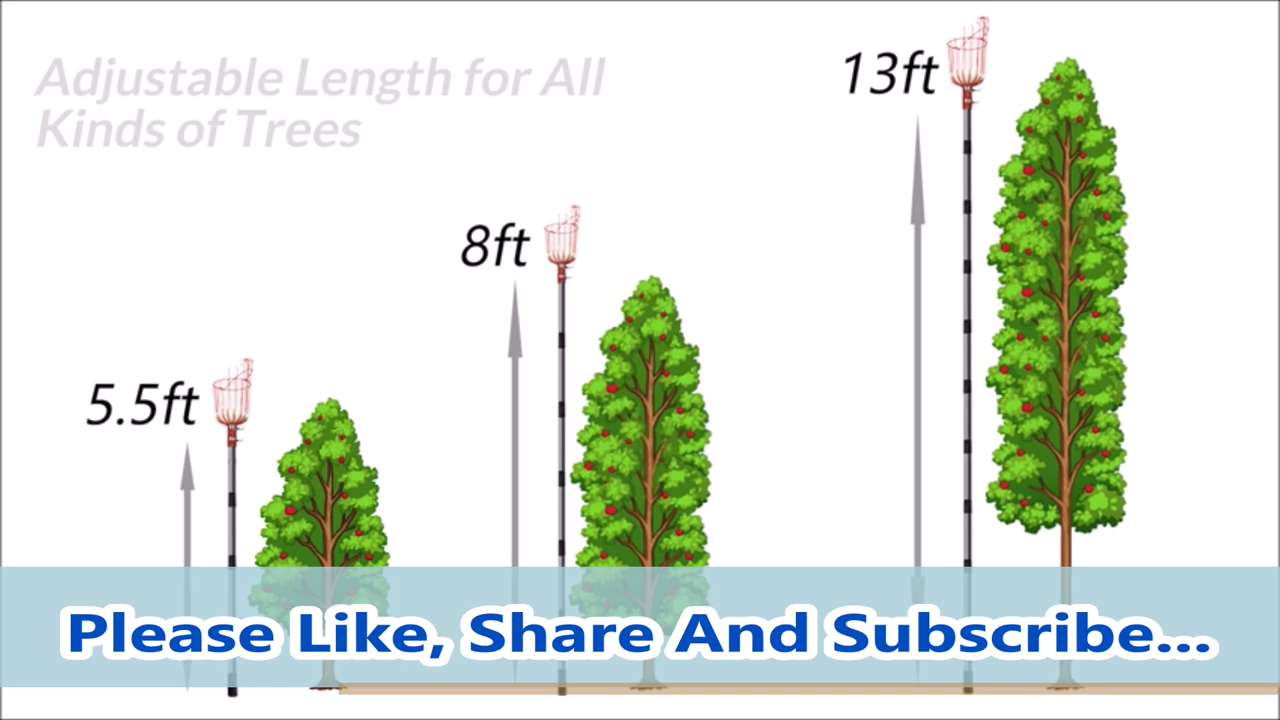 Adjustable Length for All
Kinds of Trees
13ft
8ft
5.5ft
Please Like, Share And Subscribe...